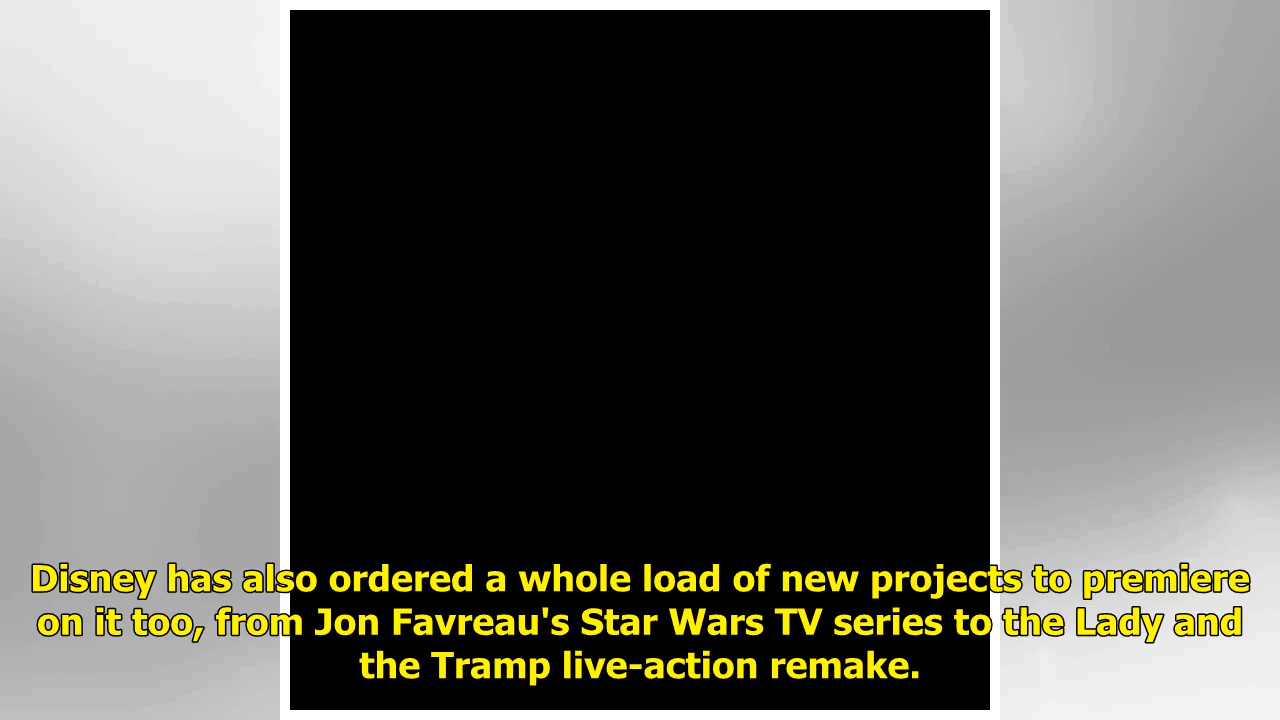 Disney has also ordered a whole load of new projects to premiere
on it too, from Jon Favreau's Star Wars TV series to the Lady and
the Tramp live-action remake.